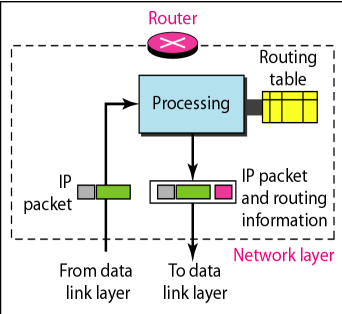 Router
Routing
table
Processing
IP
packet
IP packet
and routing
information
Network layer
From data
link layer
To data
link layer